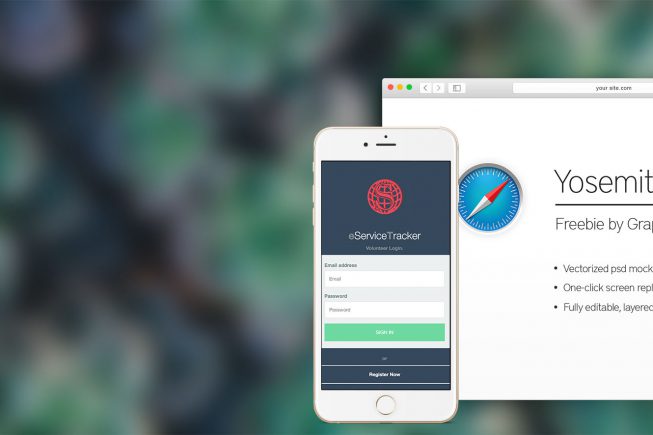 your site.com
Yosemit
Freebie by Grap
• Vectorized psd mock
• One-click screen repl
• Fully editable, layered
eServiceTracker
Volunteer Login
Email address
Email
Password
Password
SIGN IN
or
Register Now